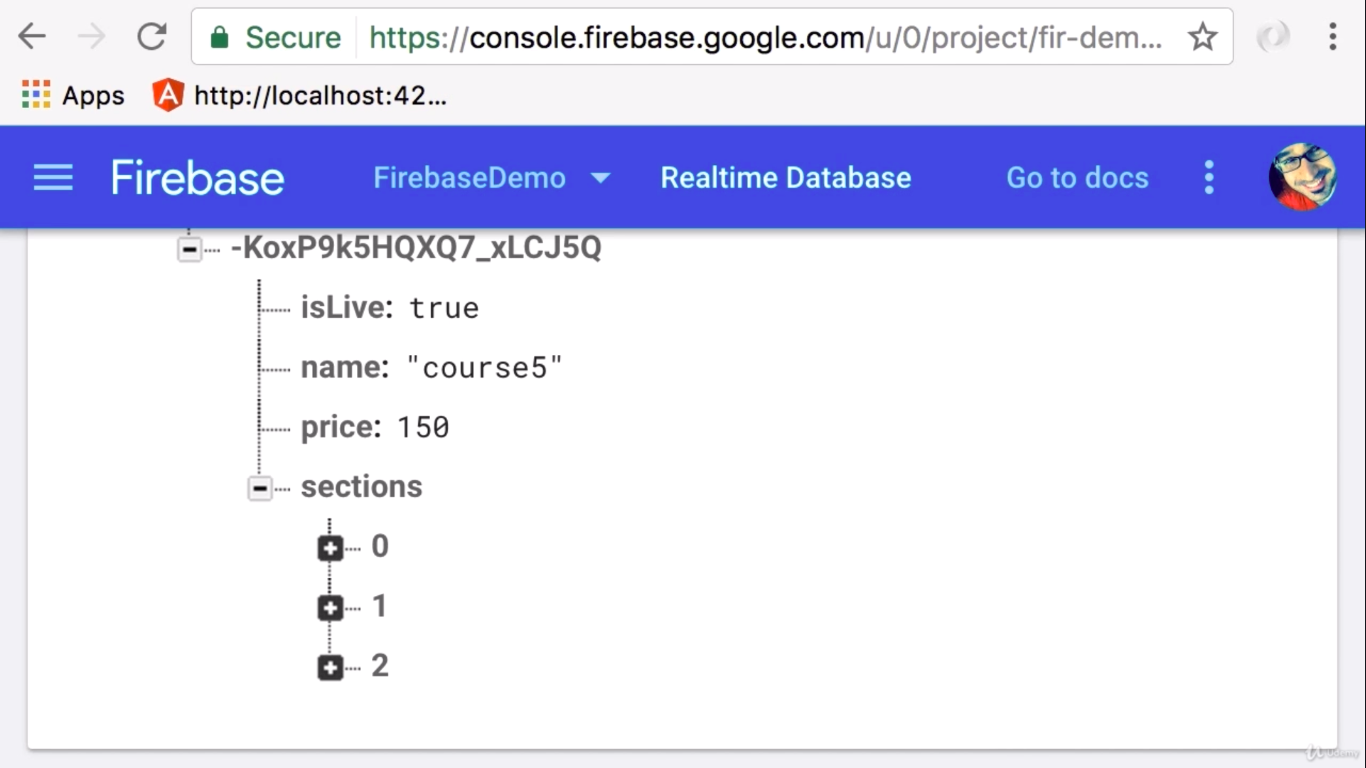 Secure https://console.firebase.google.com/u/0/project/fir-dem...
Apps http://localhost:42...
Firebase FirebaseDemo Realtime Database Go to docs
-KoxP9k5HQXQ7_xLCJ5Q
isLive: true
name: "course5"
price: 150
sections
0
1
2
Udemy